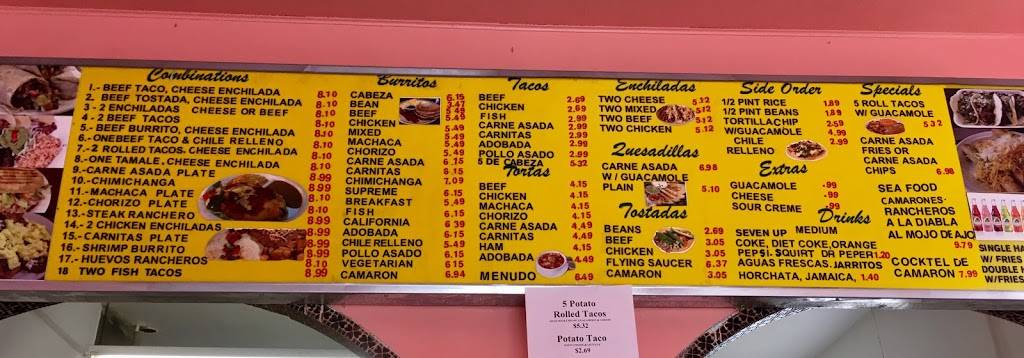 Combinations
1.- BEEF TACO, CHEESE ENCHILADA 8.10
2. BEEF TOSTADA, CHEESE ENCHILADA 8.10
3 - 2 ENCHILADAS CHEESE OR BEEF 8.10
4 - 2 BEEF TACOS 8.10
5.- BEEF BURRITO, CHEESE ENCHILADA 8.10
6.- ONEBEEF TACO & CHILE RELLENO 8.10
7.-2 ROLLED TACOS. CHEESE ENCHILADA 8.10
8.-ONE TAMALE, CHEESE ENCHILADA 8.10
9.-CARNE ASADA PLATE 8.99
10.-CHIMICHANGA 8.99
11.- MACHACA PLATE 8.99
12.-CHORIZO PLATE 8.99
13.-STEAK RANCHERO 8.99
14.- 2 CHICKEN ENCHILADAS 8.10
15.-CARNITAS PLATE 8.99
16.- SHRIMP BURRITO 8.99
17.- HUEVOS RANCHEROS 8.10
18 TWO FISH TACOS 8.99
Burritos
CABEZA 6.15
BEAN 3.47
BEEF 5.49
CHICKEN 5.49
MIXED 5.49
MACHACA 5.49
CHORIZO 5.49
CARNE ASADA 6.15
CARNITAS 6.15
CHIMICHANGA 7.09
SUPREME 6.15
BREAKFAST 5.49
FISH 6.15
CALIFORNIA 6.39
ADOBADA 6.15
CHILE RELLENO 5.49
POLLO ASADO 6.15
VEGETARIAN 6.15
CAMARON 6.94
Tacos
BEEF 2.69
CHICKEN 2.69
FISH 2.99
CARNE ASADA 2.99
CARNITAS 2.99
ADOBADA 2.99
POLLO ASADO 2.99
5 DE CABEZA 5.32
Tortas
BEEF 4.15
CHICKEN 4.15
MACHACA 4.15
CHORIZO 4.15
CARNE ASADA 4.49
CARNITAS 4.49
HAM 4.15
ADOBADA 4.15
MENUDO 6.49
Enchiladas
TWO CHEESE 5.12
TWO MIXED 5.12
TWO BEEF 5.12
TWO CHICKEN 5.12
Quesadillas
CARNE ASADA 6.98
W / GUACAMOLE
PLAIN 5.10
Tostadas
BEANS 2.69
BEEF 3.05
CHICKEN 3.05
FLYING SAUCER 6.37
CAMARON 3.05
Side Order
1/2 PINT RICE 1.89
1/2 PINT BEANS 1.89
TORTILLA CHIP 2.59
W/GUACAMOLE 4.99
CHILE 2.99
RELLENO
Extras
GUACAMOLE .99
CHEESE .99
SOUR CREME .99
Drinks
SEVEN UP MEDIUM
COKE, DIET COKE,ORANGE
PEPSI. SQUIRT DR PEPER 1.20
AGUAS FRESCAS. JARRITOS
HORCHATA, JAMAICA, 1.40
Specials
5 ROLL TACOS
W/ GUACAMOLE
5.32
CARNE ASADA
FRIES OR
CARNE ASADA
CHIPS 6.98
SEA FOOD
CAMARONES
RANCHEROS
A LA DIABLA
AL MOJO DE AJO
9.79
COCKTEL DE
CAMARON 7.99
SINGLE HA
W/ FRIES
DOUBLE H
W/FRIES
5 Potato
Rolled Tacos
$5.32
Potato Taco
$2.69